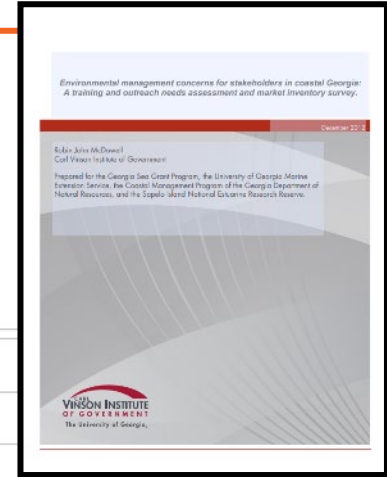 Environmental management concerns for stakeholders in coastal Georgia:
A training and outreach needs assessment and market inventory survey.
December 2012
Robin John McDowell
Carl Vinson Institute of Government
Prepared for the Georgia Sea Grant Program, the University of Georgia Marine
Extension Service, the Coastal Management Program of the Georgia Department of
Natural Resources, and the Sapelo Island National Estuarine Research Reserve.
CARL
VINSON INSTITUTE
OF GOVERNMENT
The University of Georgia